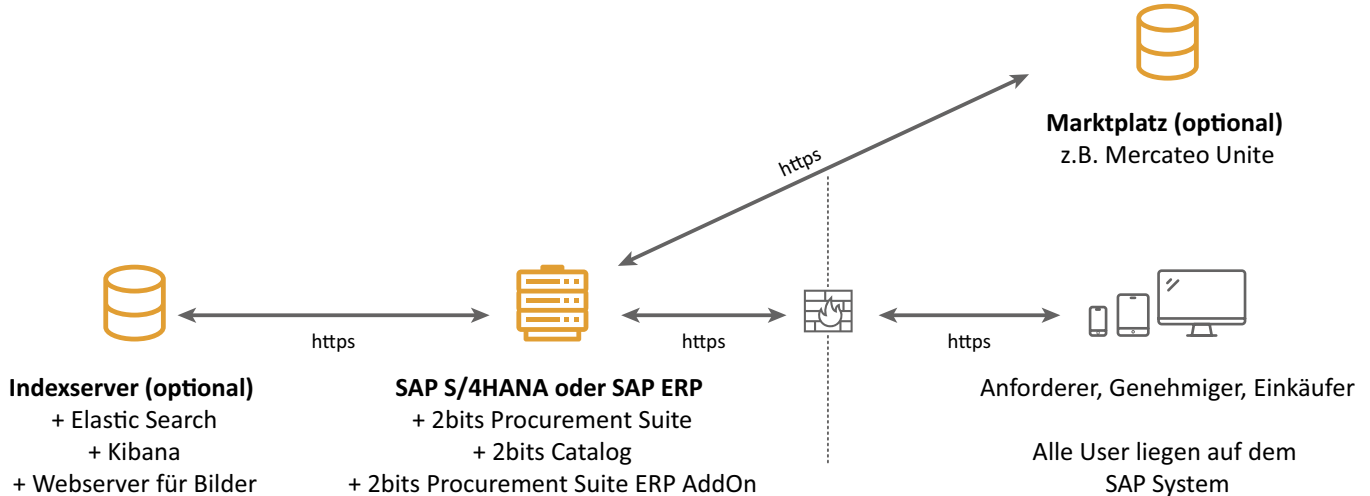 Marktplatz (optional)
z.B. Mercateo Unite
https
https
https
https
Indexserver (optional)
+ Elastic Search
+ Kibana
+ Webserver für Bilder
SAP S/4HANA oder SAP ERP
+ 2bits Procurement Suite
+ 2bits Catalog
+ 2bits Procurement Suite ERP AddOn
Anforderer, Genehmiger, Einkäufer
Alle User liegen auf dem
SAP System